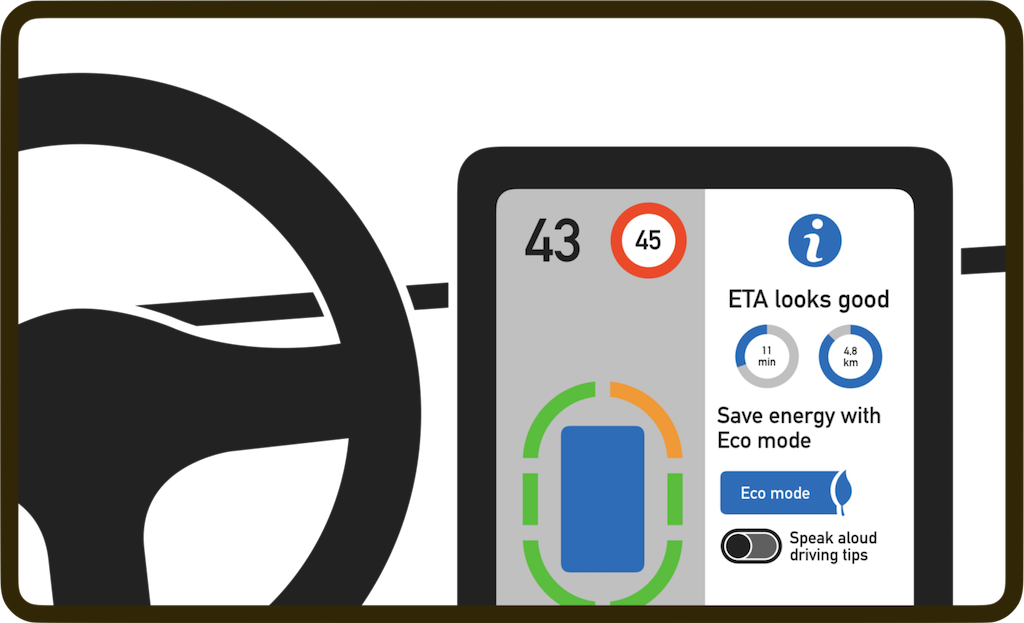 43
45
i
ETA looks good
11
min
4,8
km
Save energy with
Eco mode
Eco mode
Speak aloud
driving tips